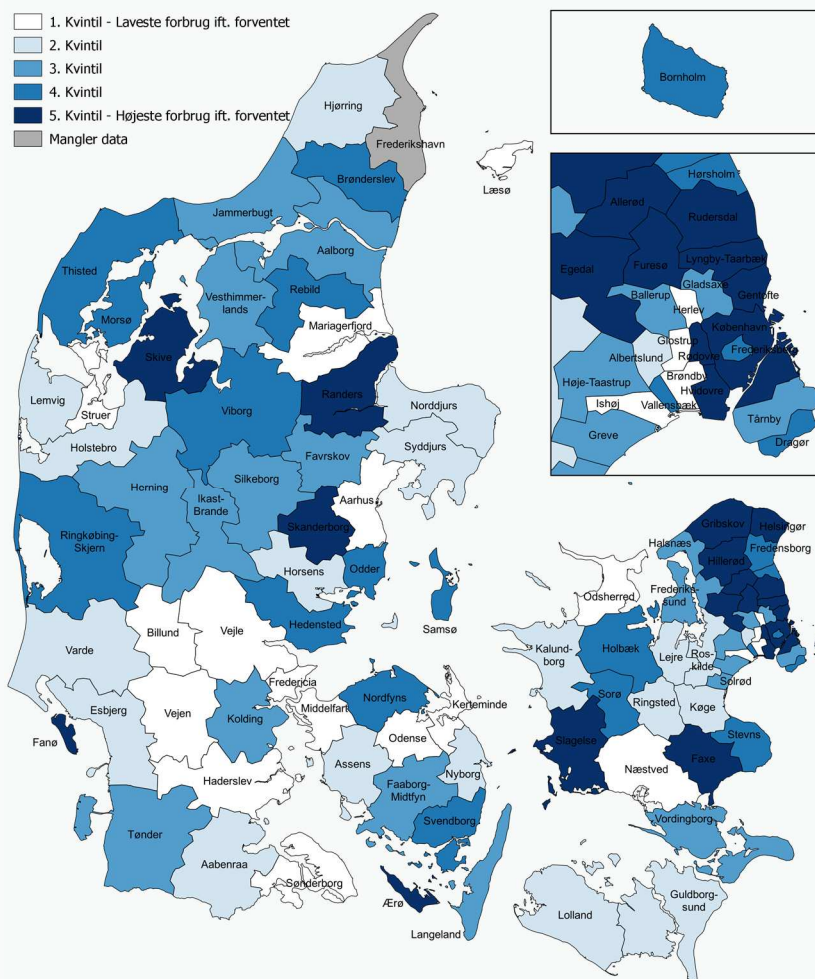 1. Kvintil - Laveste forbrug ift. forventet
2. Kvintil
3. Kvintil
4. Kvintil
5. Kvintil - Højeste forbrug ift. forventet
Mangler data
Hjørring
Frederikshavn
Læsø
Brønderslev
Jammerbugt
Aalborg
Thisted
Vesthimmer-
lands
Rebild
Morsø
Mariagerfjord
Skive
Lemvig
Struer
Viborg
Randers
Norddjurs
Holstebro
Syddjurs
Favrskov
Silkeborg
Herning
Ikast-
Brande
Aarhus
Skanderborg
Ringkøbing-
Skjern
Odder
Horsens
Hedensted
Samsø
Billund
Vejle
Varde
Fredericia
Esbjerg
Vejen
Kolding
Middelfart
Nordfyns
Kerteminde
Fanø
Odense
Assens
Nyborg
Haderslev
Faaborg-
Midtfyn
Svendborg
Tønder
Aabenraa
Sønderborg
Ærø
Langeland
Bornholm
Hørsholm
Allerød
Rudersdal
Egedal
Furesø
Lyngby-Taarbæk
Gladsaxe
Ballerup
Gentofte
Herlev
København
Glostrup
Frederiksberg
Albertslund
Rødovre
Høje-Taastrup
Brøndby
Hvidovre
Ishøj
Vallensbæk
Tårnby
Greve
Dragør
Gribskov
Helsingør
Halsnæs
Fredensborg
Hillerød
Odsherred
Frederiks-
sund
Kalund-
borg
Holbæk
Lejre
Ros-
kilde
Solrød
Sorø
Ringsted
Køge
Stevns
Slagelse
Næstved
Faxe
Vordingborg
Guldborg-
sund
Lolland